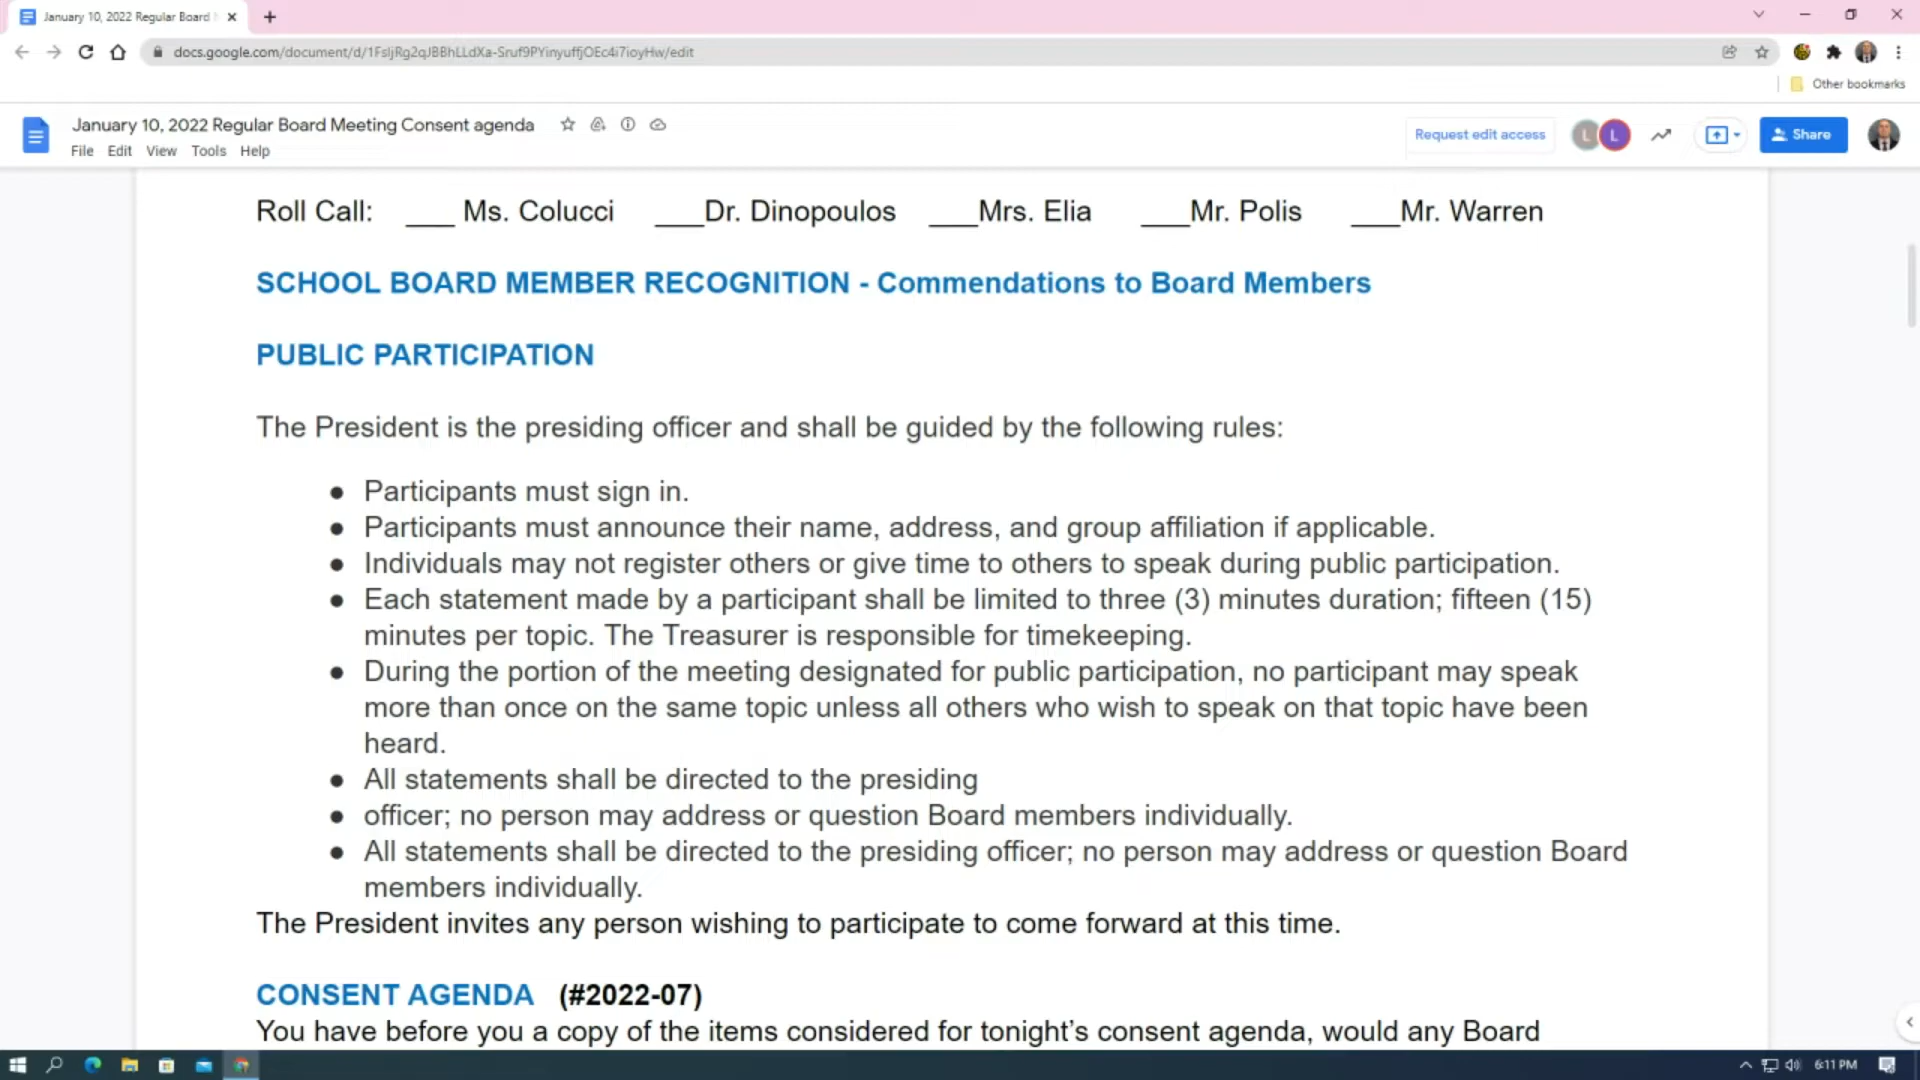 January 10, 2022 Regular Board
docs.google.com/document/d/1FsljRg2qJBBhLLdXa-Sruf9PYinyuffjOEc4i7ioyHw/edit
Other bookmarks
January 10, 2022 Regular Board Meeting Consent agenda
File Edit View Tools Help
Request edit access
L L
Share
Roll Call: ___ Ms. Colucci ___Dr. Dinopoulos ___Mrs. Elia ___Mr. Polis ___Mr. Warren
SCHOOL BOARD MEMBER RECOGNITION - Commendations to Board Members
PUBLIC PARTICIPATION
The President is the presiding officer and shall be guided by the following rules:
● Participants must sign in.
● Participants must announce their name, address, and group affiliation if applicable.
● Individuals may not register others or give time to others to speak during public participation.
● Each statement made by a participant shall be limited to three (3) minutes duration; fifteen (15)
minutes per topic. The Treasurer is responsible for timekeeping.
● During the portion of the meeting designated for public participation, no participant may speak
more than once on the same topic unless all others who wish to speak on that topic have been
heard.
● All statements shall be directed to the presiding
● officer; no person may address or question Board members individually.
● All statements shall be directed to the presiding officer; no person may address or question Board
members individually.
The President invites any person wishing to participate to come forward at this time.
CONSENT AGENDA (#2022-07)
You have before you a copy of the items considered for tonight's consent agenda, would any Board
6:11 PM